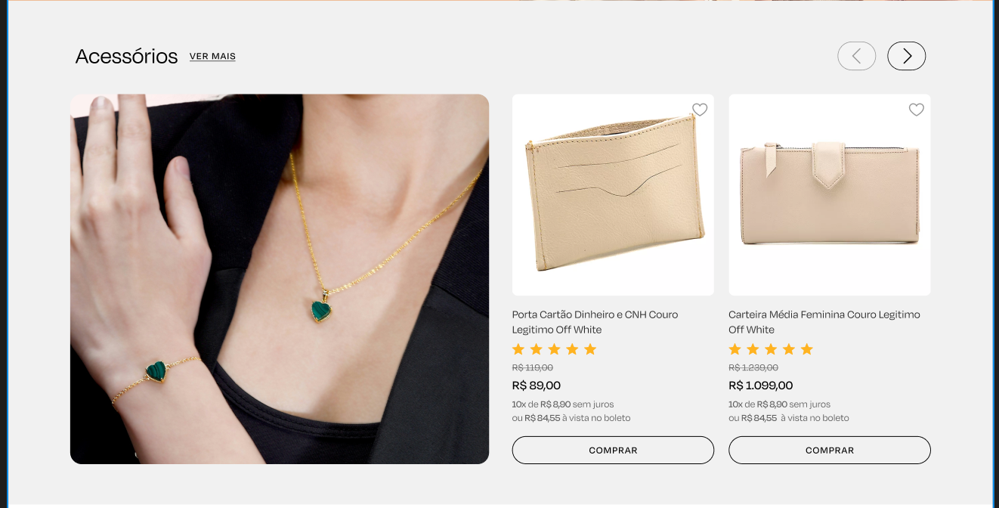 Acessórios VER MAIS
Porta Cartão Dinheiro e CNH Couro
Legitimo Off White
R$ 119,00
R$ 89,00
10x de R$ 8,90 sem juros
ou R$ 84,55 à vista no boleto
COMPRAR
Carteira Média Feminina Couro Legitimo
Off White
R$ 1.239,00
R$ 1.099,00
10x de R$ 8,90 sem juros
ou R$ 84,55 à vista no boleto
COMPRAR